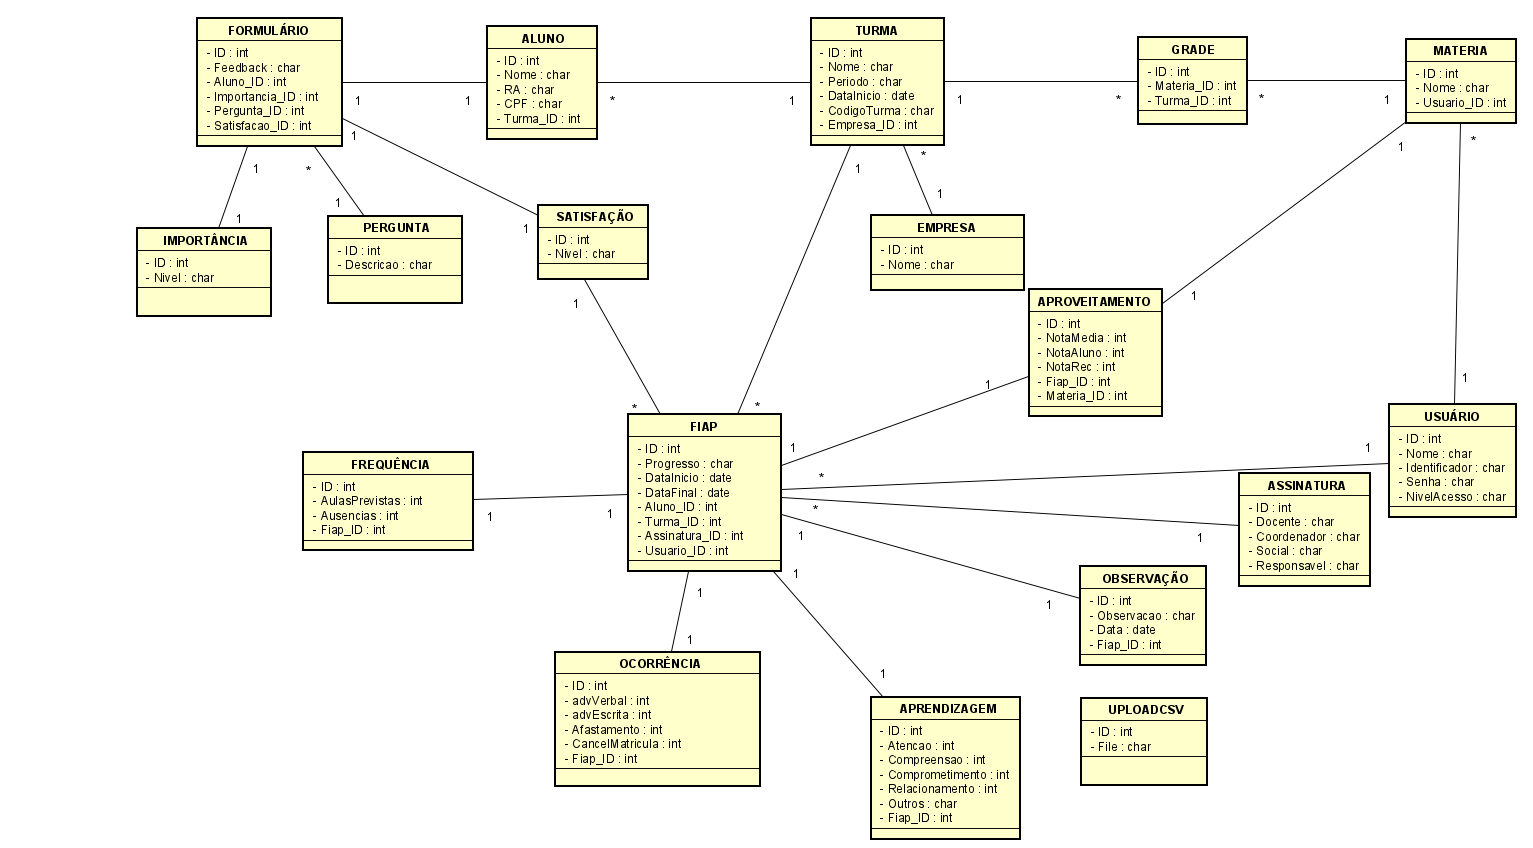 FORMULÁRIO
- ID : int
- Feedback : char
- Aluno_ID : int
- Importancia_ID : int
- Pergunta_ID : int
- Satisfacao_ID : int
1
1
1
1
*
1
1
1
ALUNO
- ID : int
- Nome : char
- RA : char
- CPF : char
- Turma_ID : int
*
1
TURMA
- ID : int
- Nome : char
- Periodo : char
- DataInicio : date
- CodigoTurma : char
- Empresa_ID : int
1
*
1
*
1
*
GRADE
- ID : int
- Materia_ID : int
- Turma_ID : int
*
1
MATERIA
- ID : int
- Nome : char
- Usuario_ID : int
1
*
1
1
IMPORTÂNCIA
- ID : int
- Nivel : char
PERGUNTA
- ID : int
- Descricao : char
SATISFAÇÃO
- ID : int
- Nivel : char
1
*
EMPRESA
- ID : int
- Nome : char
APROVEITAMENTO
- ID : int
- NotaMedia : int
- NotaAluno : int
- NotaRec : int
- Fiap_ID : int
- Materia_ID : int
1
1
FIAP
- ID : int
- Progresso : char
- DataInicio : date
- DataFinal : date
- Aluno_ID : int
- Turma_ID : int
- Assinatura_ID : int
- Usuario_ID : int
*
1
*
1
1
1
1
1
1
1
1
1
FREQUÊNCIA
- ID : int
- AulasPrevistas : int
- Ausencias : int
- Fiap_ID : int
USUÁRIO
- ID : int
- Nome : char
- Identificador : char
- Senha : char
- NivelAcesso : char
ASSINATURA
- ID : int
- Docente : char
- Coordenador : char
- Social : char
- Responsavel : char
OBSERVAÇÃO
- ID : int
- Observacao : char
- Data : date
- Fiap_ID : int
OCORRÊNCIA
- ID : int
- advVerbal : int
- advEscrita : int
- Afastamento : int
- CancelMatricula : int
- Fiap_ID : int
APRENDIZAGEM
- ID : int
- Atencao : int
- Compreensao : int
- Comprometimento : int
- Relacionamento : int
- Outros : char
- Fiap_ID : int
UPLOADCSV
- ID : int
- File : char